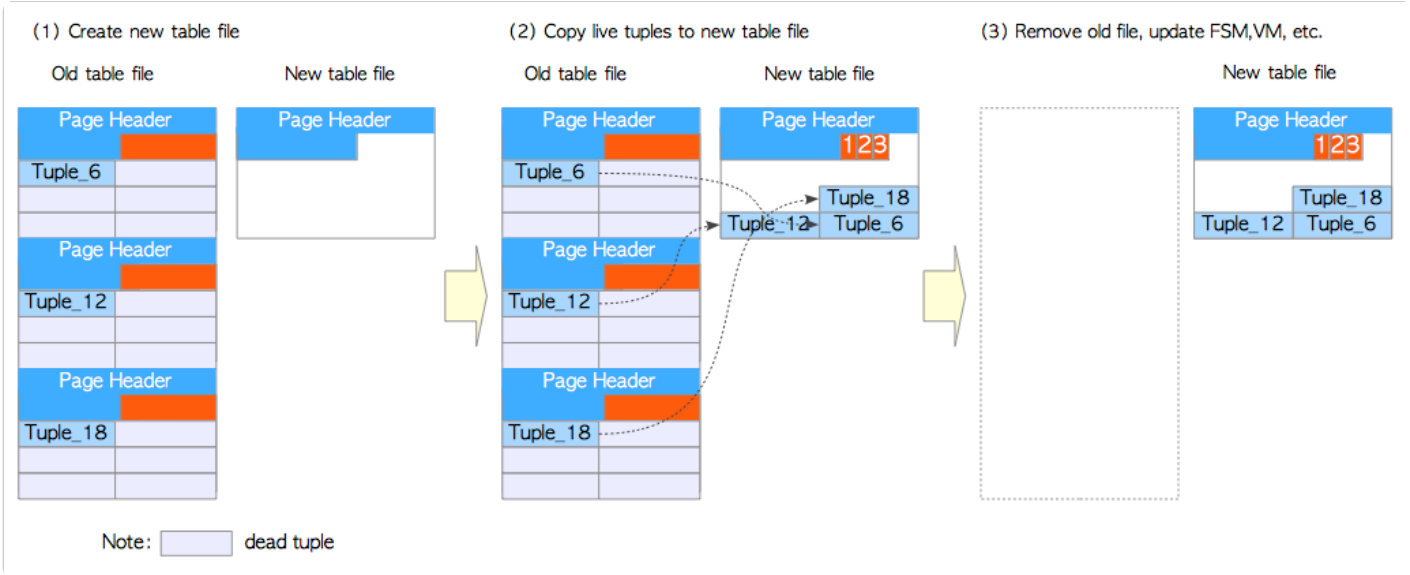 (1) Create new table file
Old table file
New table file
Page Header
Tuple_6
Page Header
Tuple_12
Page Header
Tuple_18
Page Header
(2) Copy live tuples to new table file
Old table file
New table file
Page Header
Tuple_6
Page Header
Tuple_12
Page Header
Tuple_18
Page Header
1 2 3
Tuple_18
Tuple_12 Tuple_6
(3) Remove old file, update FSM,VM, etc.
New table file
Page Header
1 2 3
Tuple_18
Tuple_12 Tuple_6
Note: dead tuple